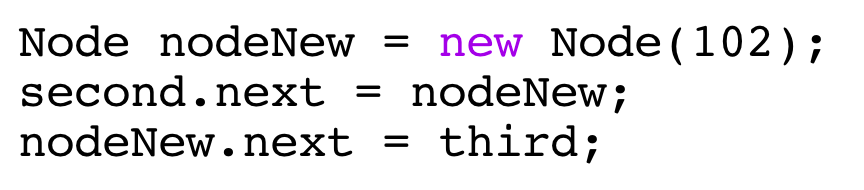 Node nodeNew = new Node(102);
second.next = nodeNew;
nodeNew.next = third;